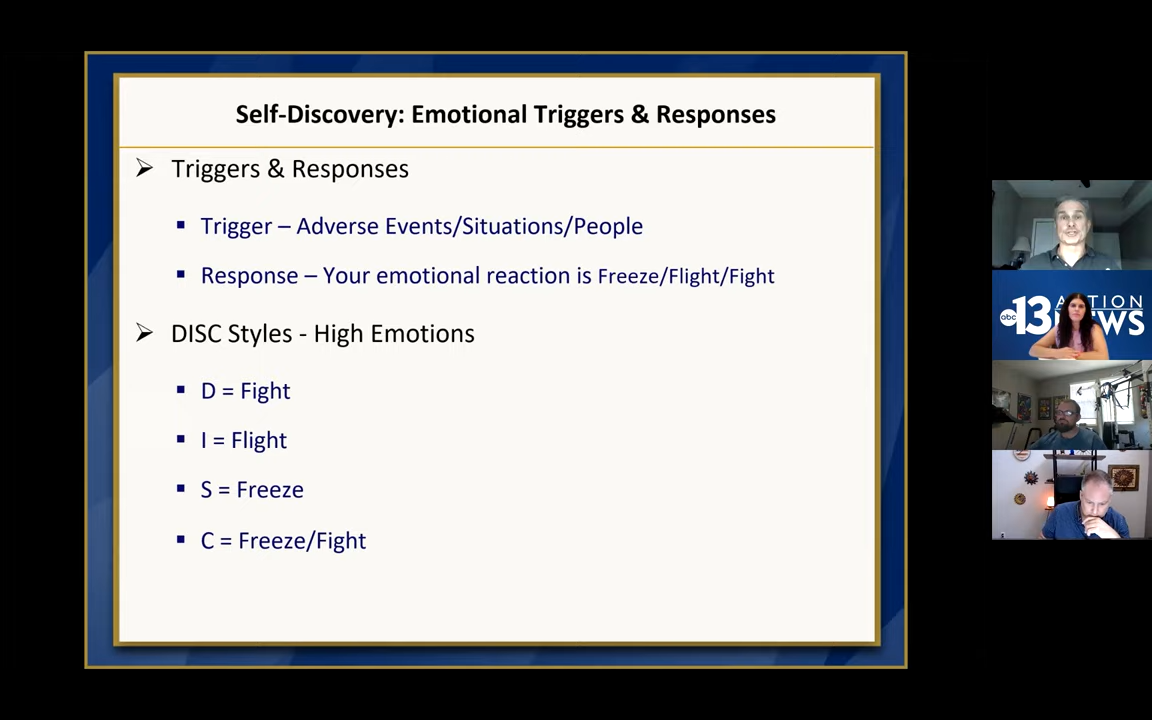 Self-Discovery: Emotional Triggers & Responses
Triggers & Responses
Trigger – Adverse Events/Situations/People
Response – Your emotional reaction is Freeze/Flight/Fight
DISC Styles - High Emotions
D = Fight
I = Flight
S = Freeze
C = Freeze/Fight
abc 13 A TION
NEWS